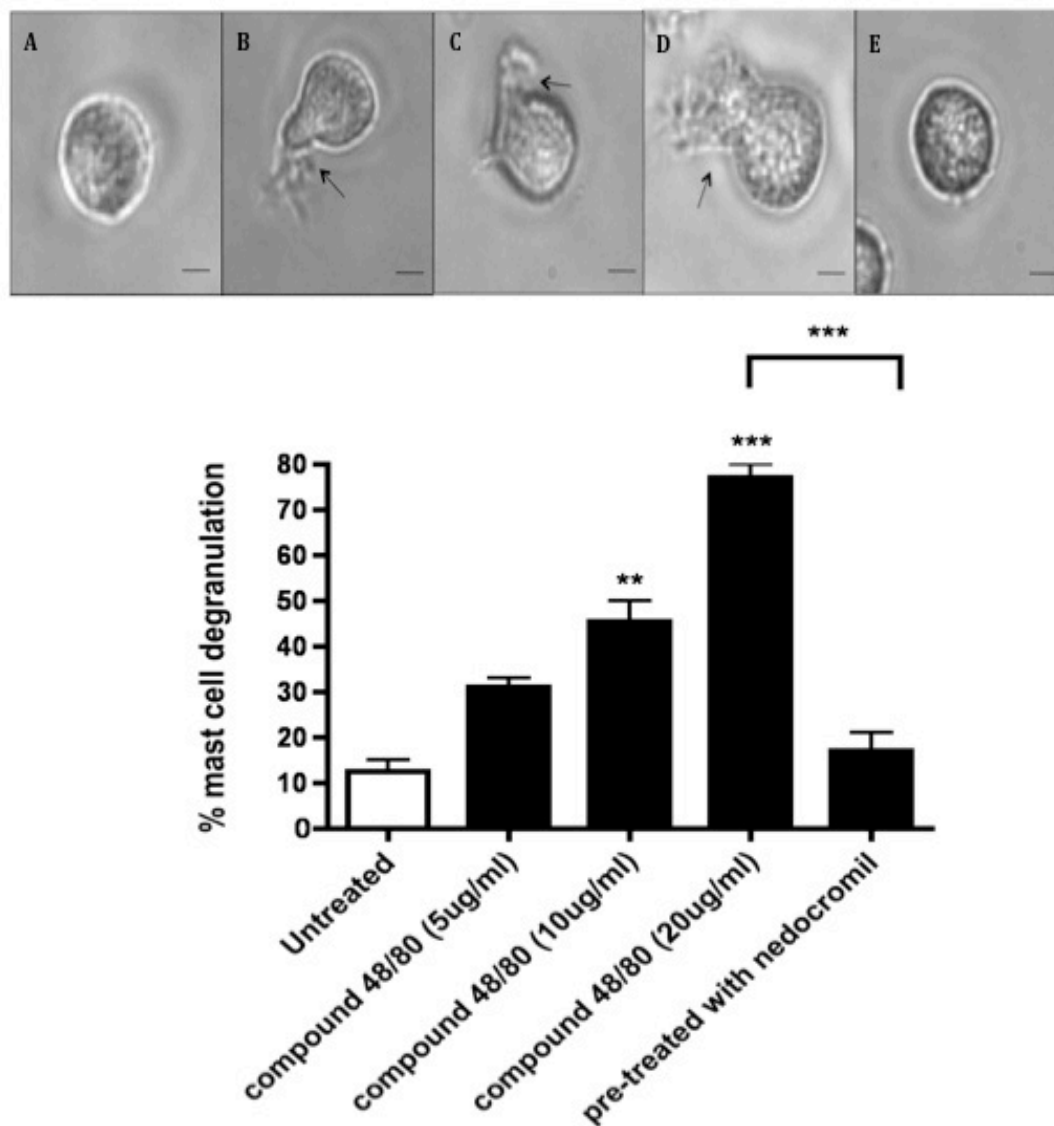 A B C D E
***
***
**
% mast cell degranulation
80
70
60
50
40
30
20
10
0
Untreated
compound 48/80 (5ug/ml)
compound 48/80 (10ug/ml)
compound 48/80 (20ug/ml)
pre-treated with nedocromil